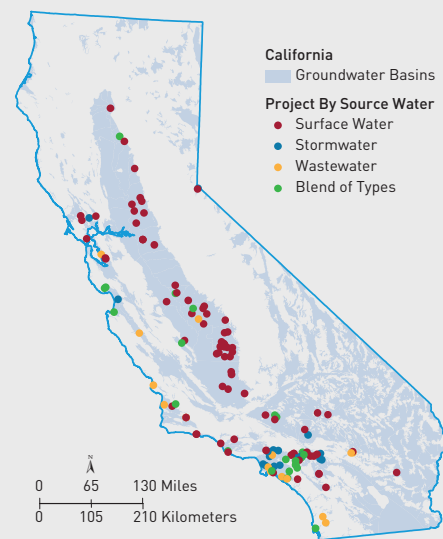 California
Groundwater Basins
Project By Source Water
Surface Water
Stormwater
Wastewater
Blend of Types
N
0 65 130 Miles
0 105 210 Kilometers